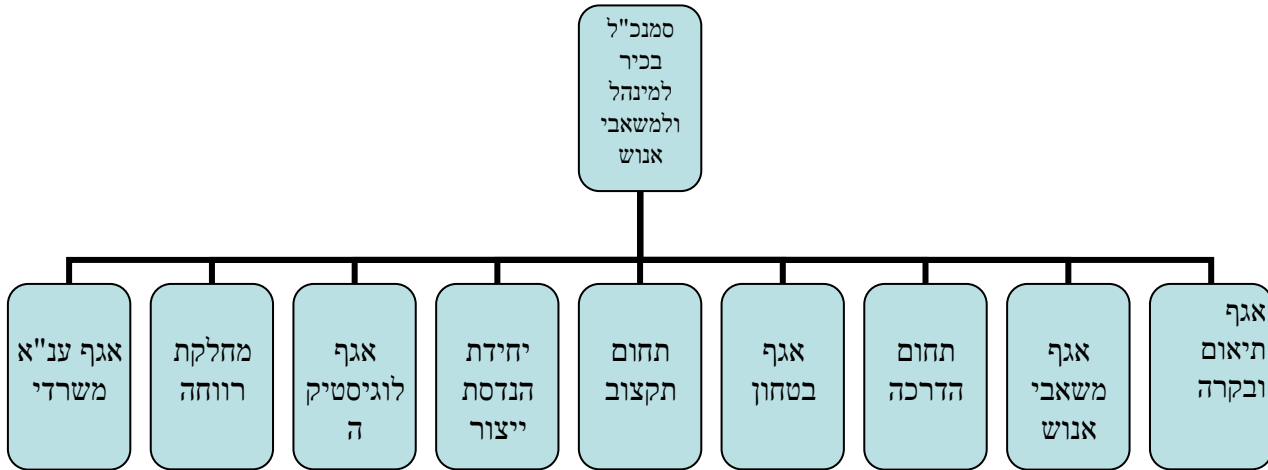 סמנכ"ל
בכיר
למינהל
ולמשאבי
אנוש
אגף
תיאום
ובקרה
אגף
משאבי
אנוש
תחום
הדרכה
אגף
בטחון
תחום
תקצוב
יחידת
הנדסת
ייצור
אגף
לוגיסטיק
ה
מחלקת
רווחה
אגף ענ"א
משרדי